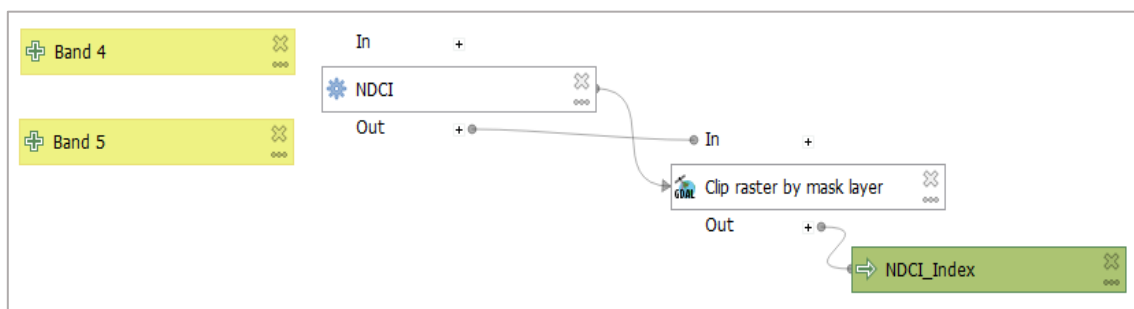 Band 4
In +
NDCI
Out +
Band 5
In +
GDAL Clip raster by mask layer
Out +
NDCI_Index